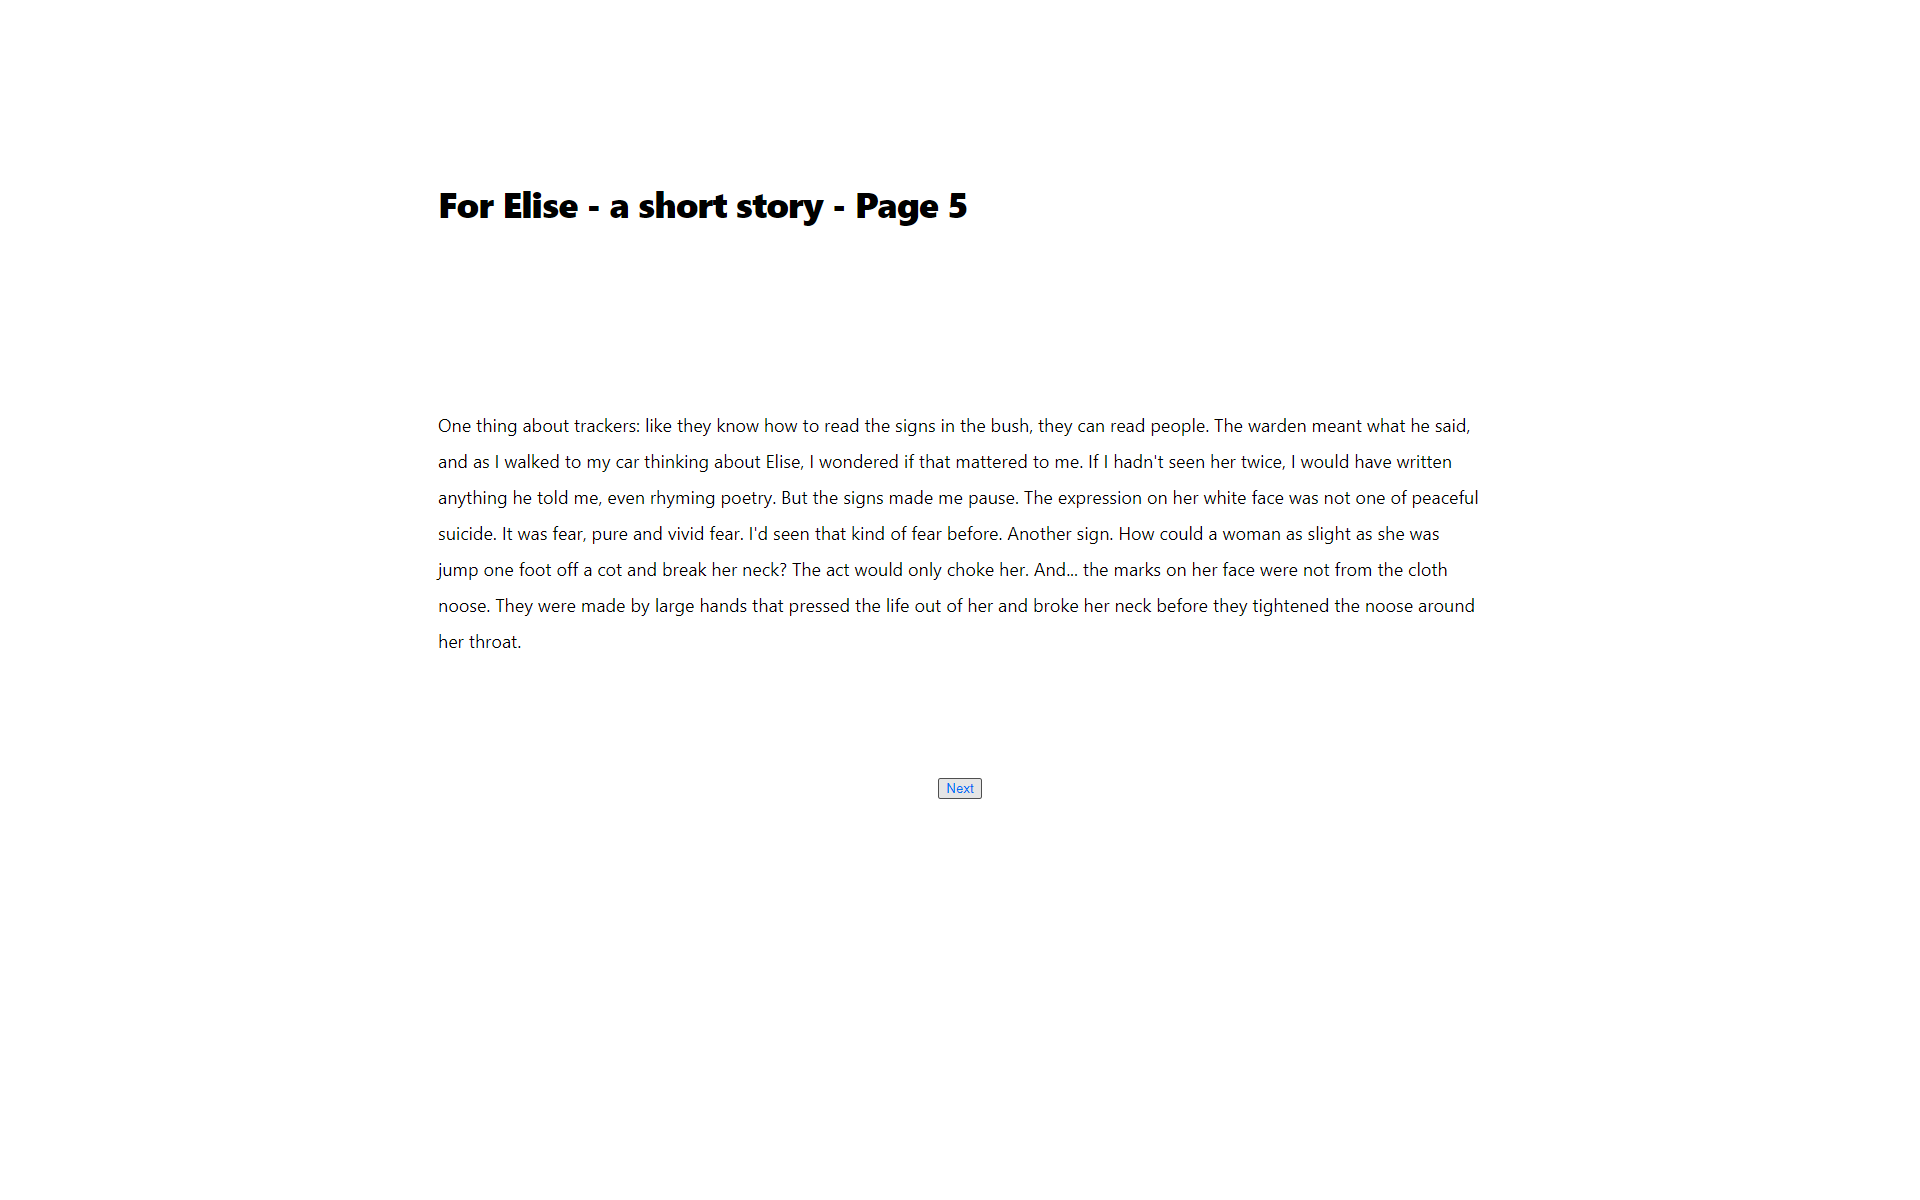 For Elise - a short story - Page 5
One thing about trackers: like they know how to read the signs in the bush, they can read people. The warden meant what he said,
and as I walked to my car thinking about Elise, I wondered if that mattered to me. If I hadn't seen her twice, I would have written
anything he told me, even rhyming poetry. But the signs made me pause. The expression on her white face was not one of peaceful
suicide. It was fear, pure and vivid fear. I'd seen that kind of fear before. Another sign. How could a woman as slight as she was
jump one foot off a cot and break her neck? The act would only choke her. And... the marks on her face were not from the cloth
noose. They were made by large hands that pressed the life out of her and broke her neck before they tightened the noose around
her throat.
Next